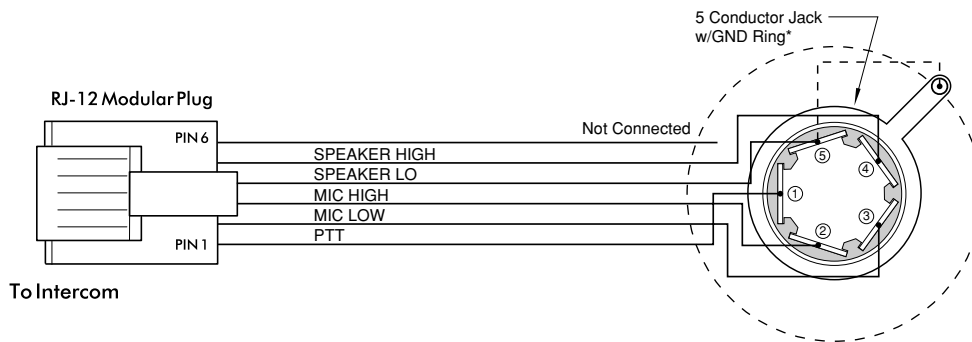 5 Conductor Jack
w/GND Ring*
RJ-12 Modular Plug
PIN 6
Not Connected
SPEAKER HIGH
SPEAKER LO
MIC HIGH
MIC LOW
PTT
PIN 1
5
4
1
3
2
To Intercom